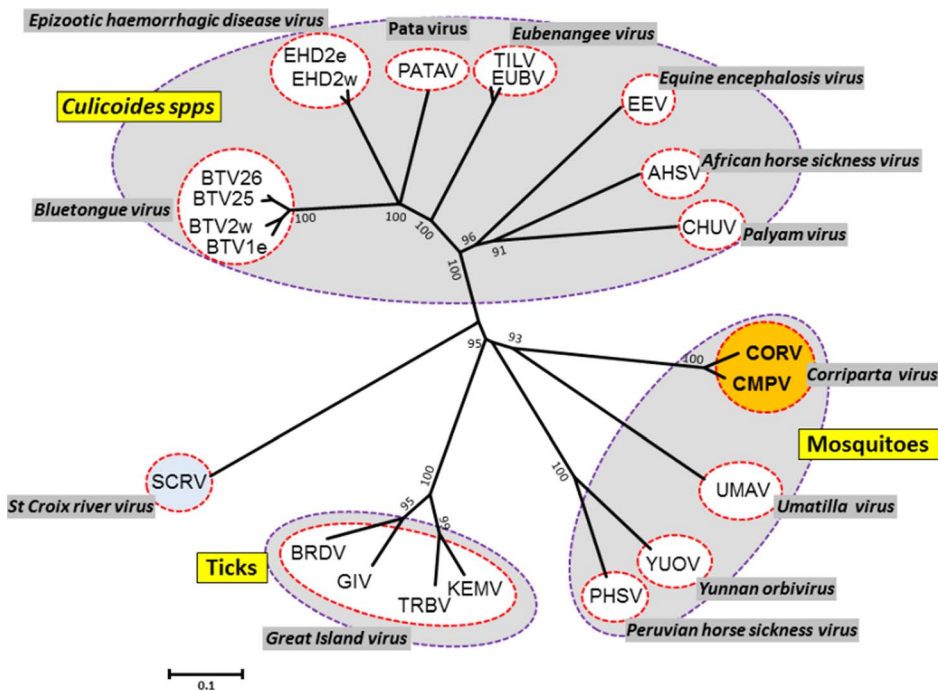 Epizootic haemorrhagic disease virus
Pata virus
Eubenangee virus
EHD2e
EHD2w
PATAV
TILV
EUBV
Equine encephalosis virus
EEV
Culicoides spps
African horse sickness virus
AHSV
BTV26
BTV25
BTV2w
BTV1e
Bluetongue virus
100
100
100
96
91
100
CHUV
Palyam virus
95
93
100
CORV
CMPV
Corriparta virus
Mosquitoes
SCRV
St Croix river virus
100
95
99
100
UMAV
Umatilla virus
Ticks
BRDV
GIV
TRBV
KEMV
Great Island virus
YUOV
Yunnan orbivirus
PHSV
Peruvian horse sickness virus
0.1